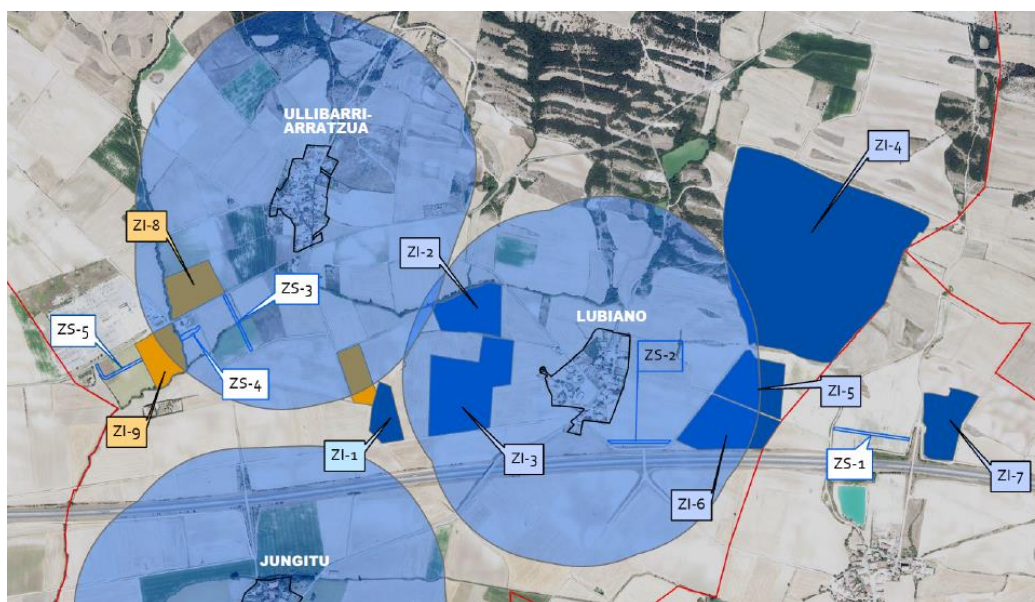 ULLIBARRI-
ARRATZUA
ZI-4
ZI-8
ZI-2
ZS-3
ZS-5
LUBIANO
ZS-2
ZS-4
ZI-5
ZI-9
ZI-1
ZI-3
ZS-1
ZI-7
ZI-6
JUNGITU